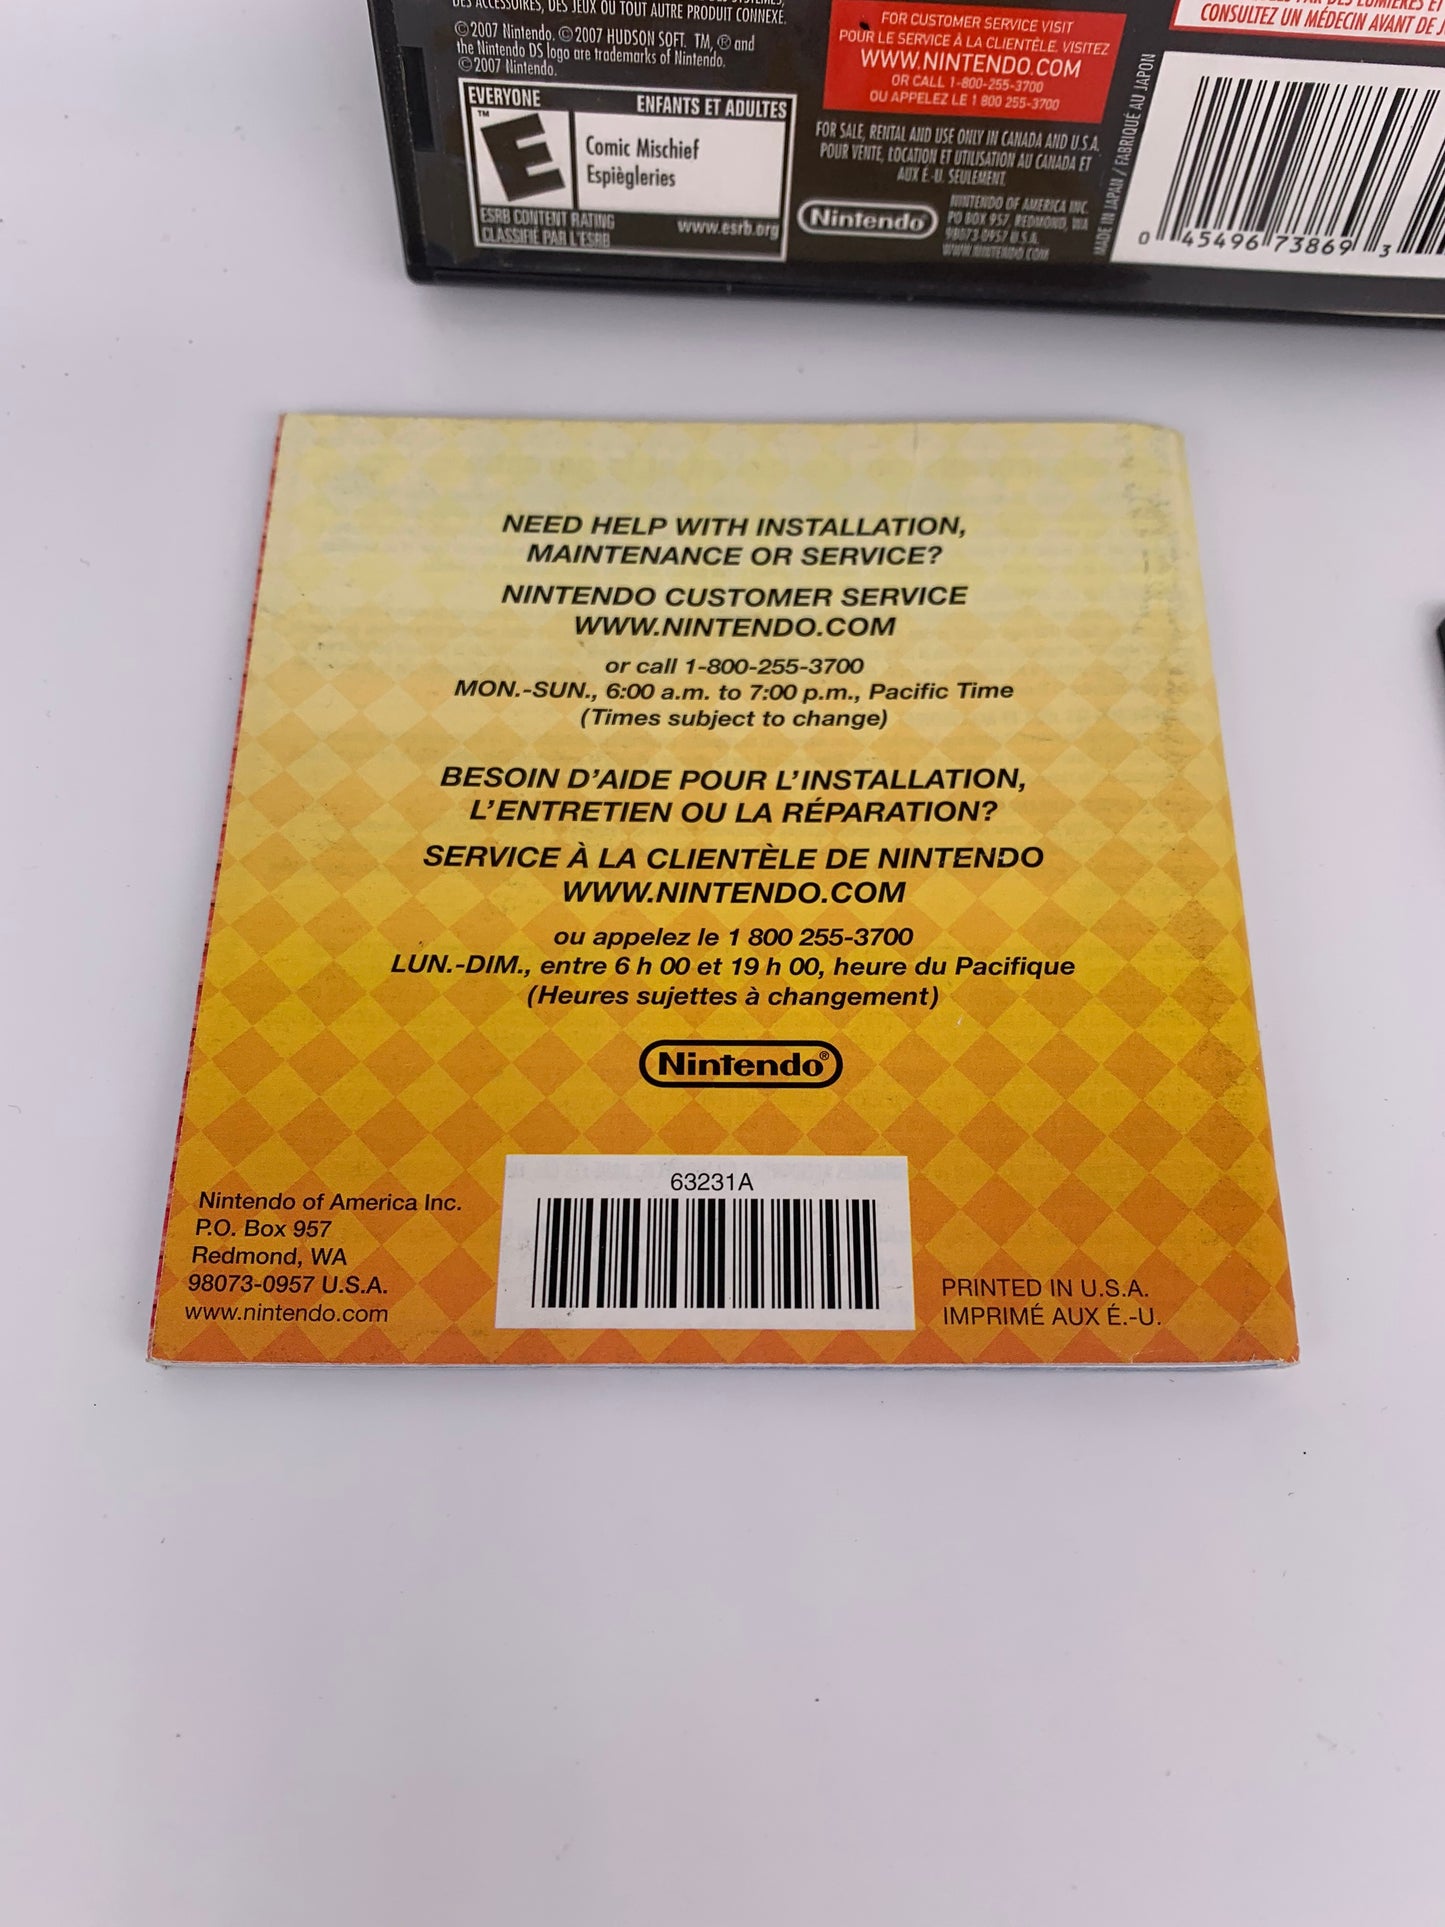 DES ACCESSOIRES, DES JEUX OU TOUT AUTRE PRODUIT CONNEXE.
©2007 Nintendo. ©2007 HUDSON SOFT. TM, ® and
the Nintendo DS logo are trademarks of Nintendo.
©2007 Nintendo.
EVERYONE
ENFANTS ET ADULTES
TM
E
Comic Mischief
Espiègleries
ESRB CONTENT RATING
www.esrb.org
CLASSIFIÉ PAR L'ESRB
FOR CUSTOMER SERVICE VISIT
POUR LE SERVICE À LA CLIENTÈLE, VISITEZ
WWW.NINTENDO.COM
OR CALL 1-800-255-3700
OU APPELEZ LE 1 800 255-3700
FOR SALE, RENTAL AND USE ONLY IN CANADA AND U.S.A.
POUR VENTE, LOCATION ET UTILISATION AU CANADA ET
AUX É.-U. SEULEMENT.
Nintendo
NINTENDO OF AMERICA INC.
PO BOX 957, REDMOND, WA
98073-0957 U.S.A.
WWW.NINTENDO.COM
MADE IN JAPAN / FABRIQUÉ AU JAPON
CONSULTEZ UN MÉDECIN AVANT DE
0 45496 73869 3
NEED HELP WITH INSTALLATION,
MAINTENANCE OR SERVICE?
NINTENDO CUSTOMER SERVICE
WWW.NINTENDO.COM
or call 1-800-255-3700
MON.-SUN., 6:00 a.m. to 7:00 p.m., Pacific Time
(Times subject to change)
BESOIN D'AIDE POUR L'INSTALLATION,
L'ENTRETIEN OU LA RÉPARATION?
SERVICE À LA CLIENTÈLE DE NINTENDO
WWW.NINTENDO.COM
ou appelez le 1 800 255-3700
LUN.-DIM., entre 6 h 00 et 19 h 00, heure du Pacifique
(Heures sujettes à changement)
Nintendo®
Nintendo of America Inc.
P.O. Box 957
Redmond, WA
98073-0957 U.S.A.
www.nintendo.com
63231A
PRINTED IN U.S.A.
IMPRIMÉ AUX É.-U.